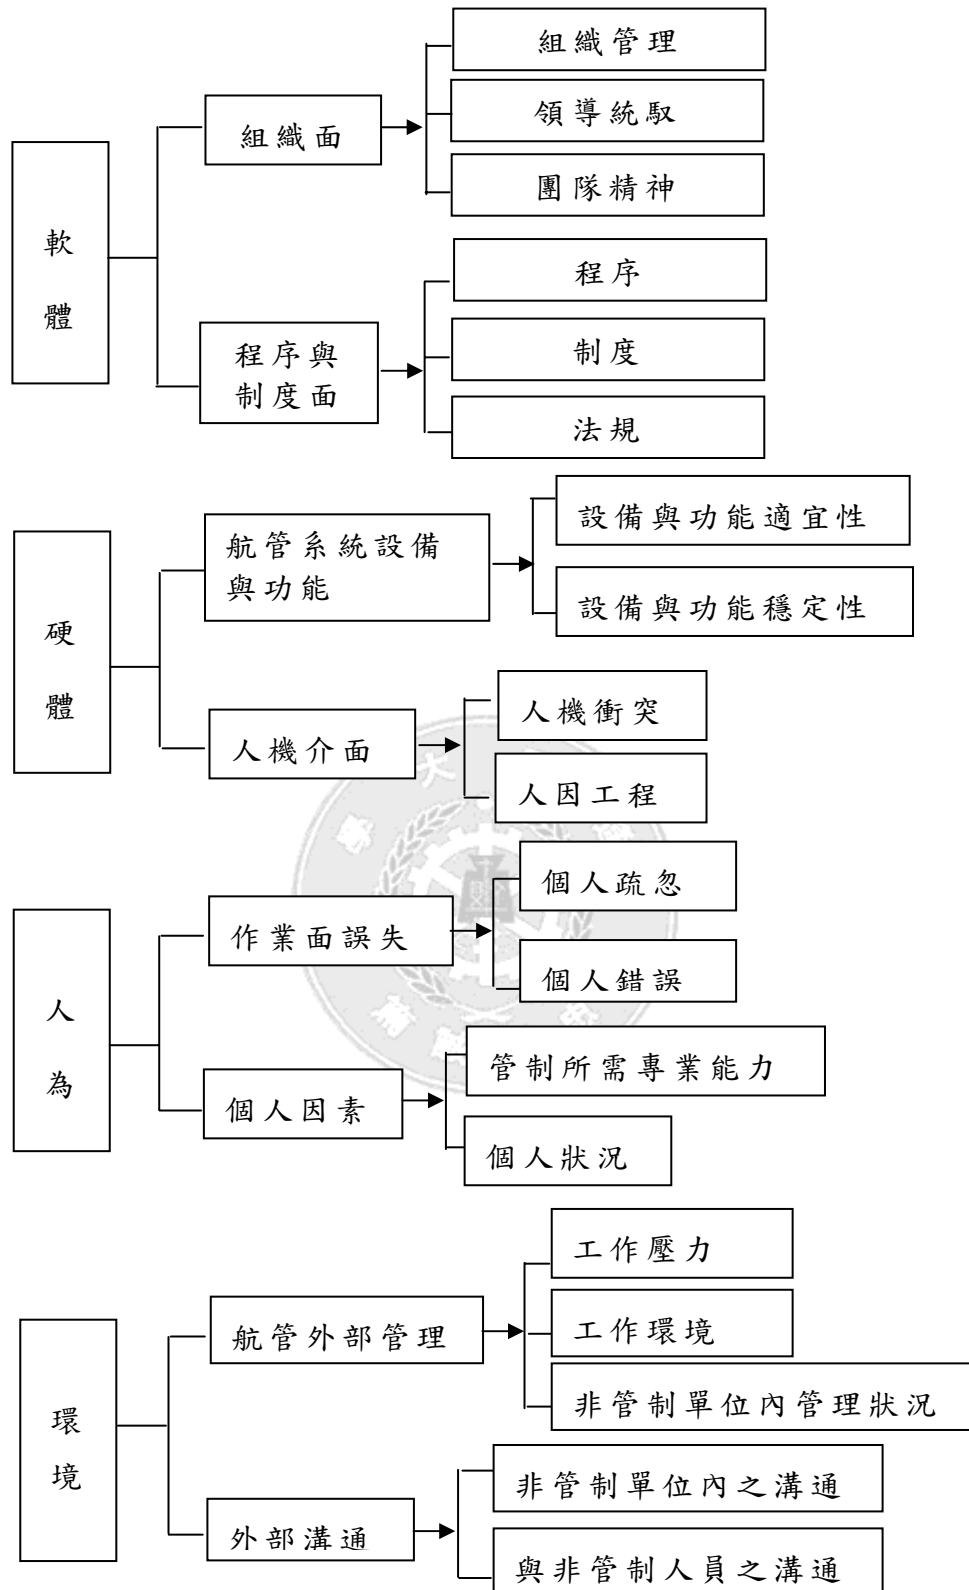 軟
體
組織面
組織管理
領導統馭
團隊精神
程序與
制度面
程序
制度
法規
硬
體
航管系統設備
與功能
設備與功能適宜性
設備與功能穩定性
人機介面
人機衝突
人因工程
人
為
作業面誤失
個人疏忽
個人錯誤
個人因素
管制所需專業能力
個人狀況
環
境
航管外部管理
工作壓力
工作環境
非管制單位內管理狀況
外部溝通
非管制單位內之溝通
與非管制人員之溝通